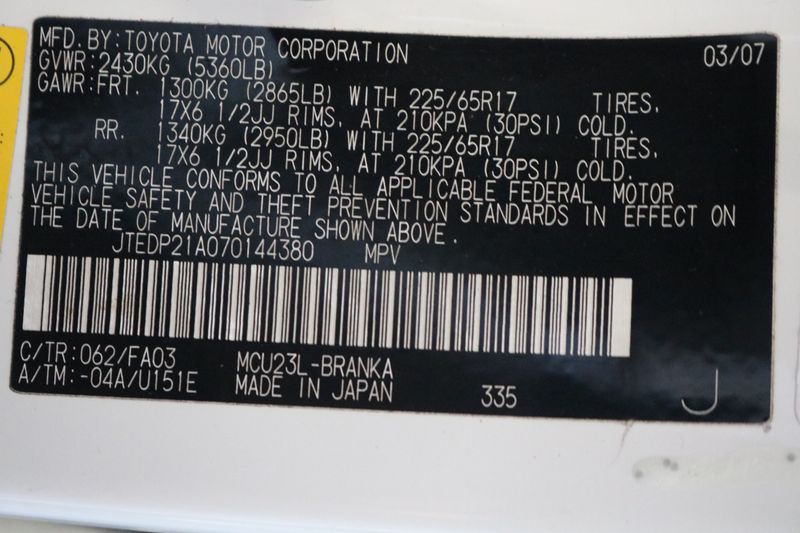 MFD. BY: TOYOTA MOTOR CORPORATION 03/07
GVWR: 2430KG (5360LB)
GAWR: FRT. 1300KG (2865LB) WITH 225/65R17 TIRES,
17X6 1/2JJ RIMS, AT 210KPA (30PSI) COLD.
RR. 1340KG (2950LB) WITH 225/65R17 TIRES,
17X6 1/2JJ RIMS, AT 210KPA (30PSI) COLD.
THIS VEHICLE CONFORMS TO ALL APPLICABLE FEDERAL MOTOR
VEHICLE SAFETY AND THEFT PREVENTION STANDARDS IN EFFECT ON
THE DATE OF MANUFACTURE SHOWN ABOVE.
JTEDP21A070144380 MPV
C/TR: 062/FA03 MCU23L-BRANKA
A/TM: -04A/U151E MADE IN JAPAN 335 J